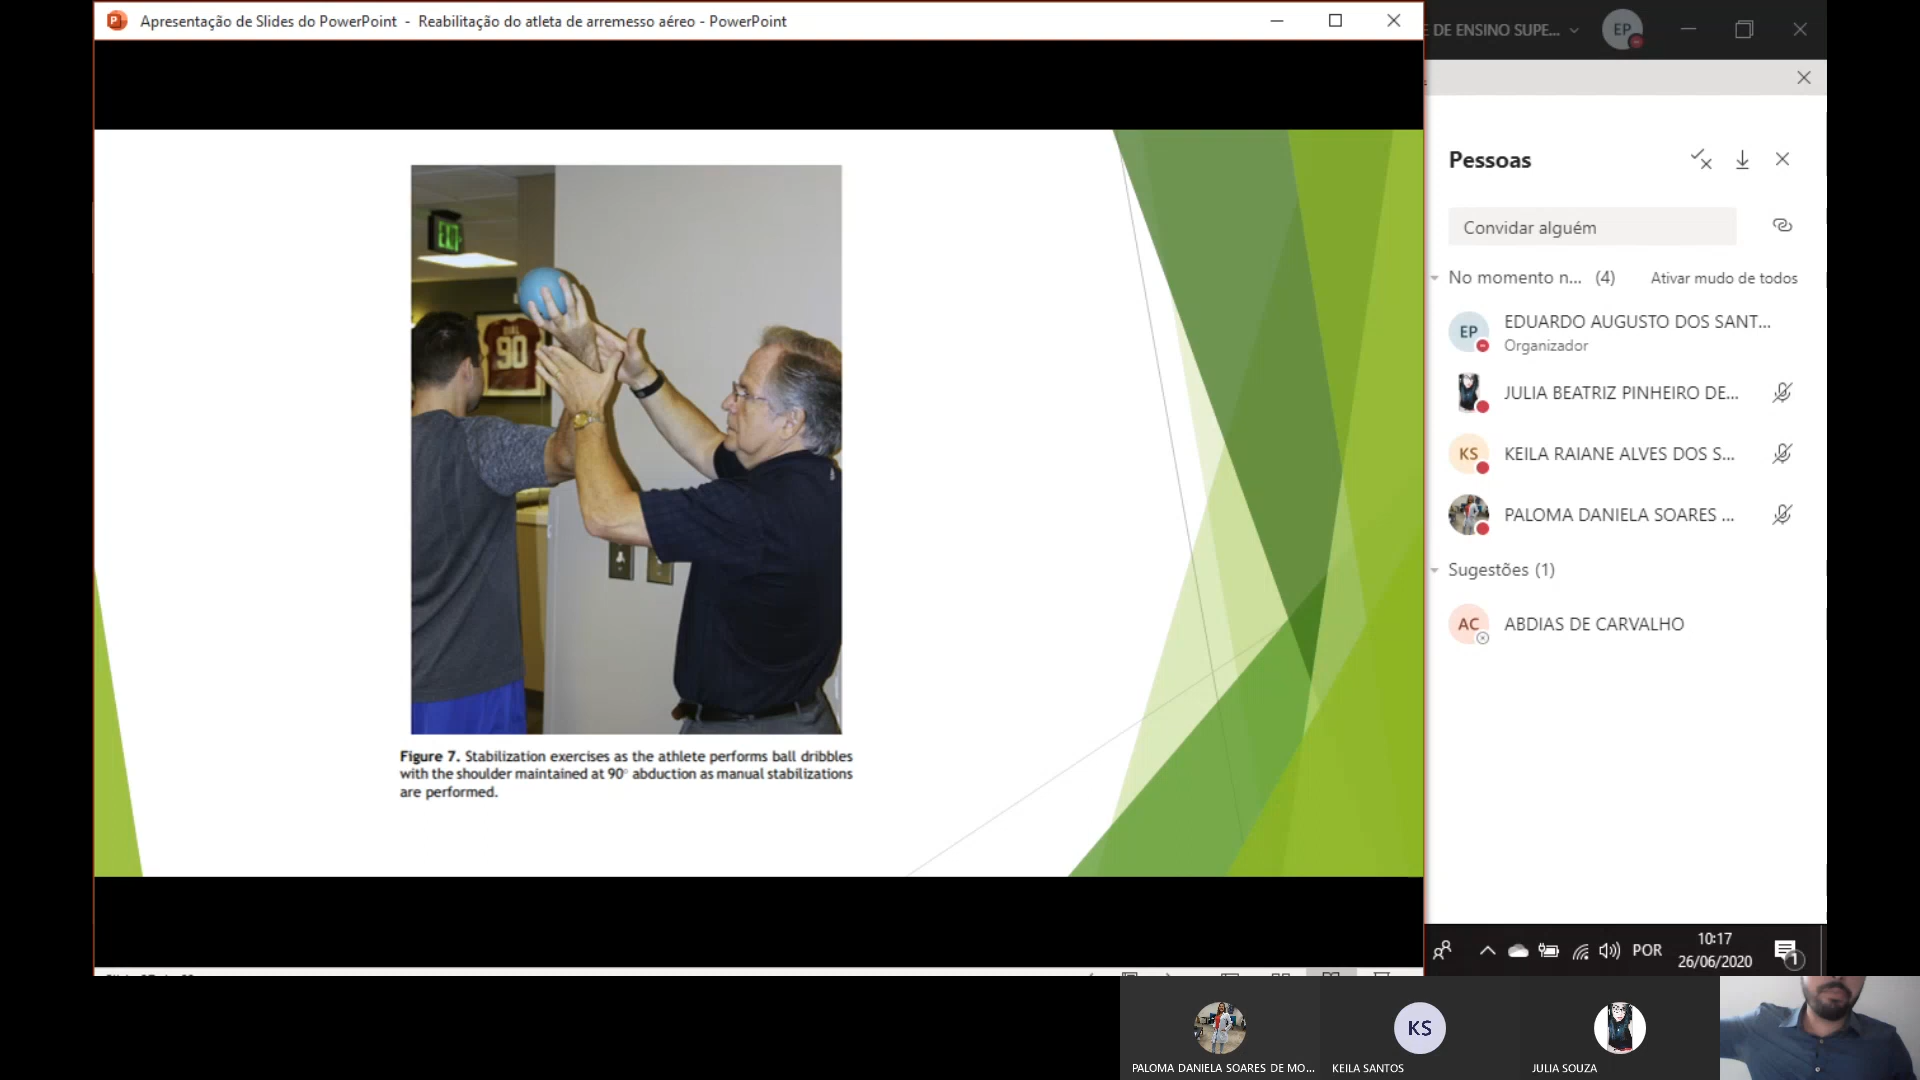 Apresentação de Slides do PowerPoint - Reabilitação do atleta de arremesso aéreo - PowerPoint
DE ENSINO SUPE...
EP
Pessoas
Convidar alguém
No momento n... (4)
Ativar mudo de todos
EP
EDUARDO AUGUSTO DOS SANT...
Organizador
JULIA BEATRIZ PINHEIRO DE...
KS
KEILA RAIANE ALVES DOS S...
PALOMA DANIELA SOARES ...
Sugestões (1)
AC
ABDIAS DE CARVALHO
EXIT
90
Figure 7. Stabilization exercises as the athlete performs ball dribbles
with the shoulder maintained at 90° abduction as manual stabilizations
are performed.
POR
10:17
26/06/2020
1
KS
PALOMA DANIELA SOARES DE MO...
KEILA SANTOS
JULIA SOUZA